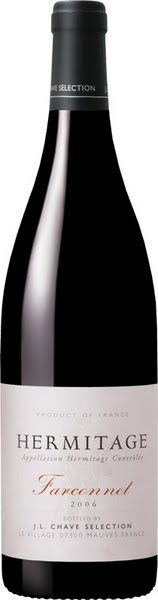 J.L. CHAVE SELECTION
PRODUCT OF FRANCE
HERMITAGE
Appellation Hermitage Contrôlée
Farconnet
2006
BOTTLED BY
J.L. CHAVE SELECTION
LE VILLAGE 07300 MAUVES FRANCE